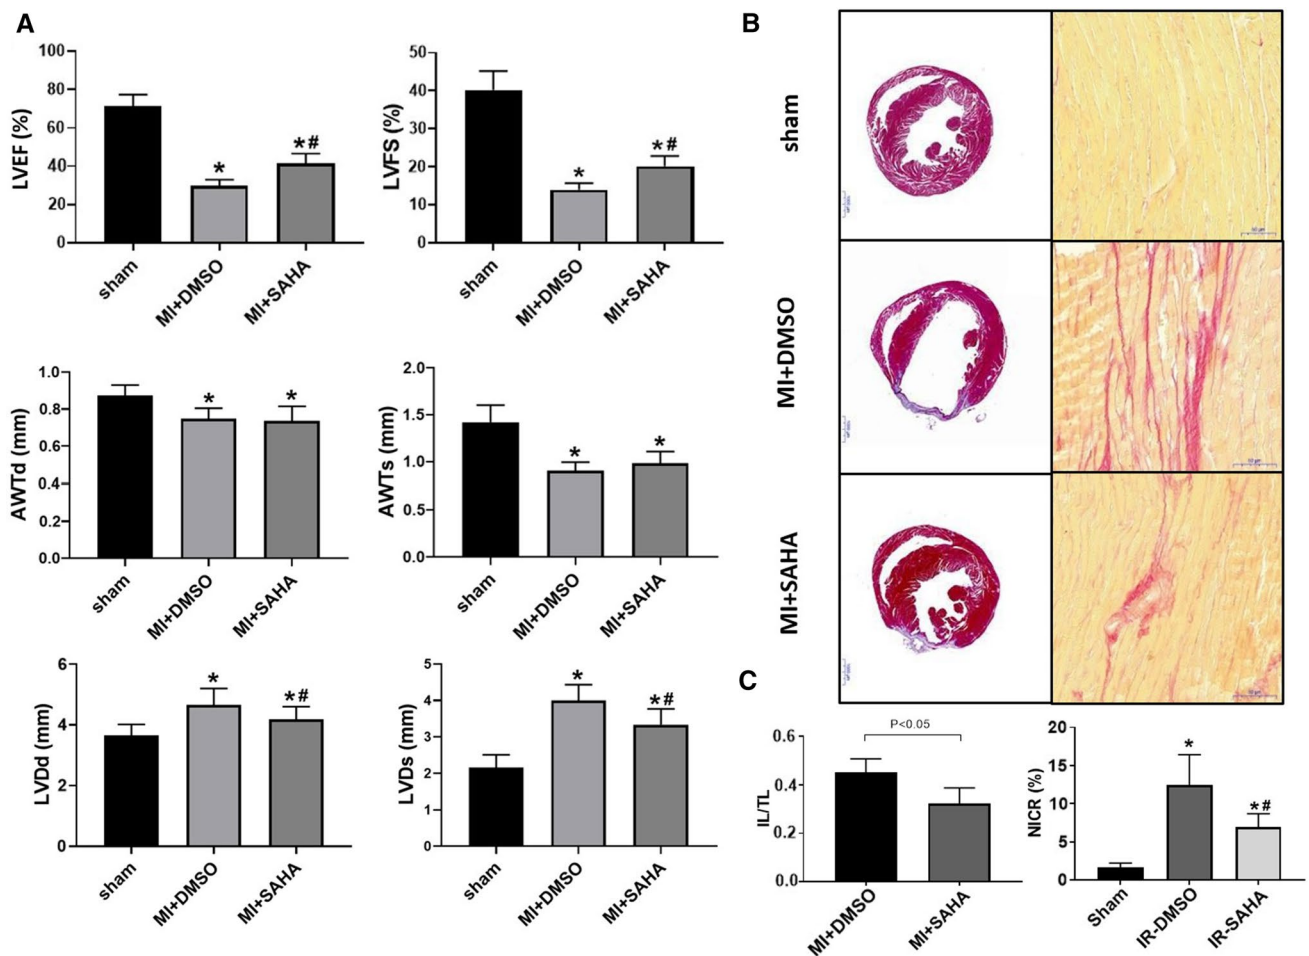 A
LVEF (%)
100
80
60
40
20
0
*
*#
sham
MI+DMSO
MI+SAHA
LVFS (%)
50
40
30
20
10
0
*
*#
sham
MI+DMSO
MI+SAHA
AWTd (mm)
1.0
0.8
0.6
0.4
0.2
0.0
*
*
sham
MI+DMSO
MI+SAHA
AWTs (mm)
2.0
1.5
1.0
0.5
0.0
*
*
sham
MI+DMSO
MI+SAHA
LVDd (mm)
6
4
2
0
*
*#
sham
MI+DMSO
MI+SAHA
LVDs (mm)
5
4
3
2
1
0
*
*#
sham
MI+DMSO
MI+SAHA
B
sham
MI+DMSO
MI+SAHA
C
IL/TL
0.6
0.4
0.2
0.0
P<0.05
MI+DMSO
MI+SAHA
NICR (%)
20
15
10
5
0
*
*#
Sham
IR-DMSO
IR-SAHA